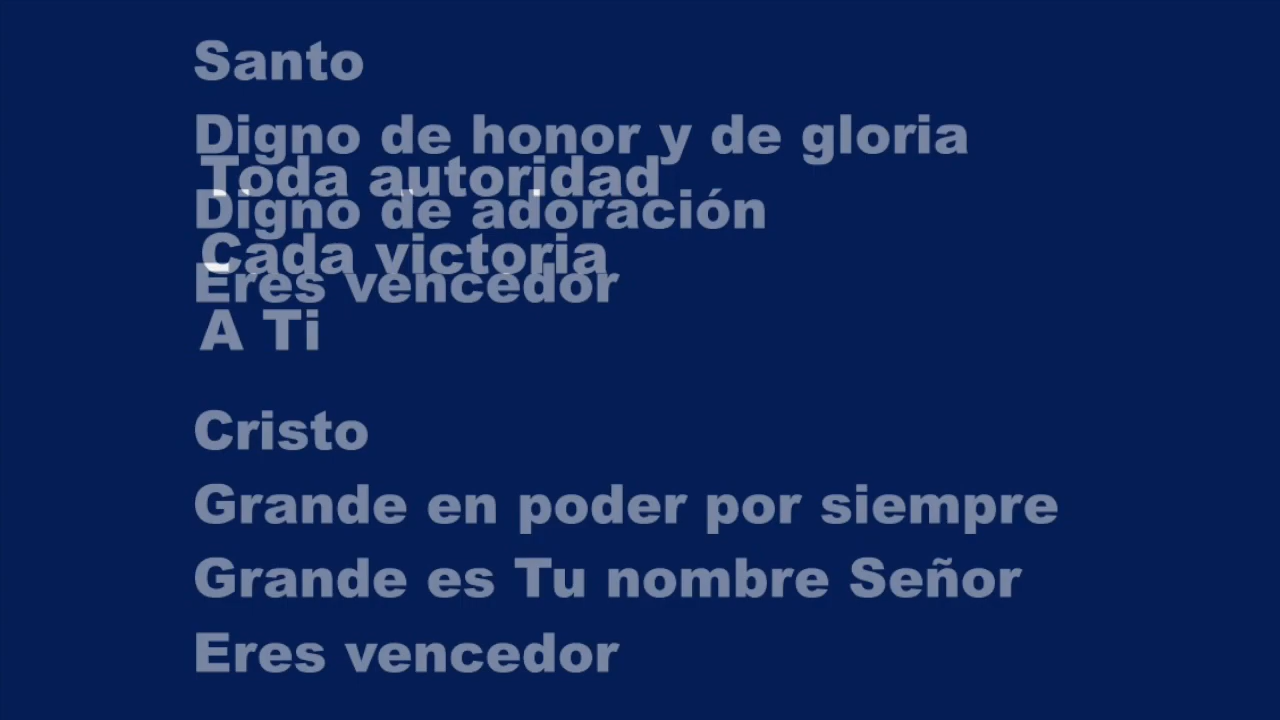 Santo
Digno de honor y de gloria
Toda autoridad
Digno de adoración
Cada victoria
Eres vencedor
A Ti
Cristo
Grande en poder por siempre
Grande es Tu nombre Señor
Eres vencedor